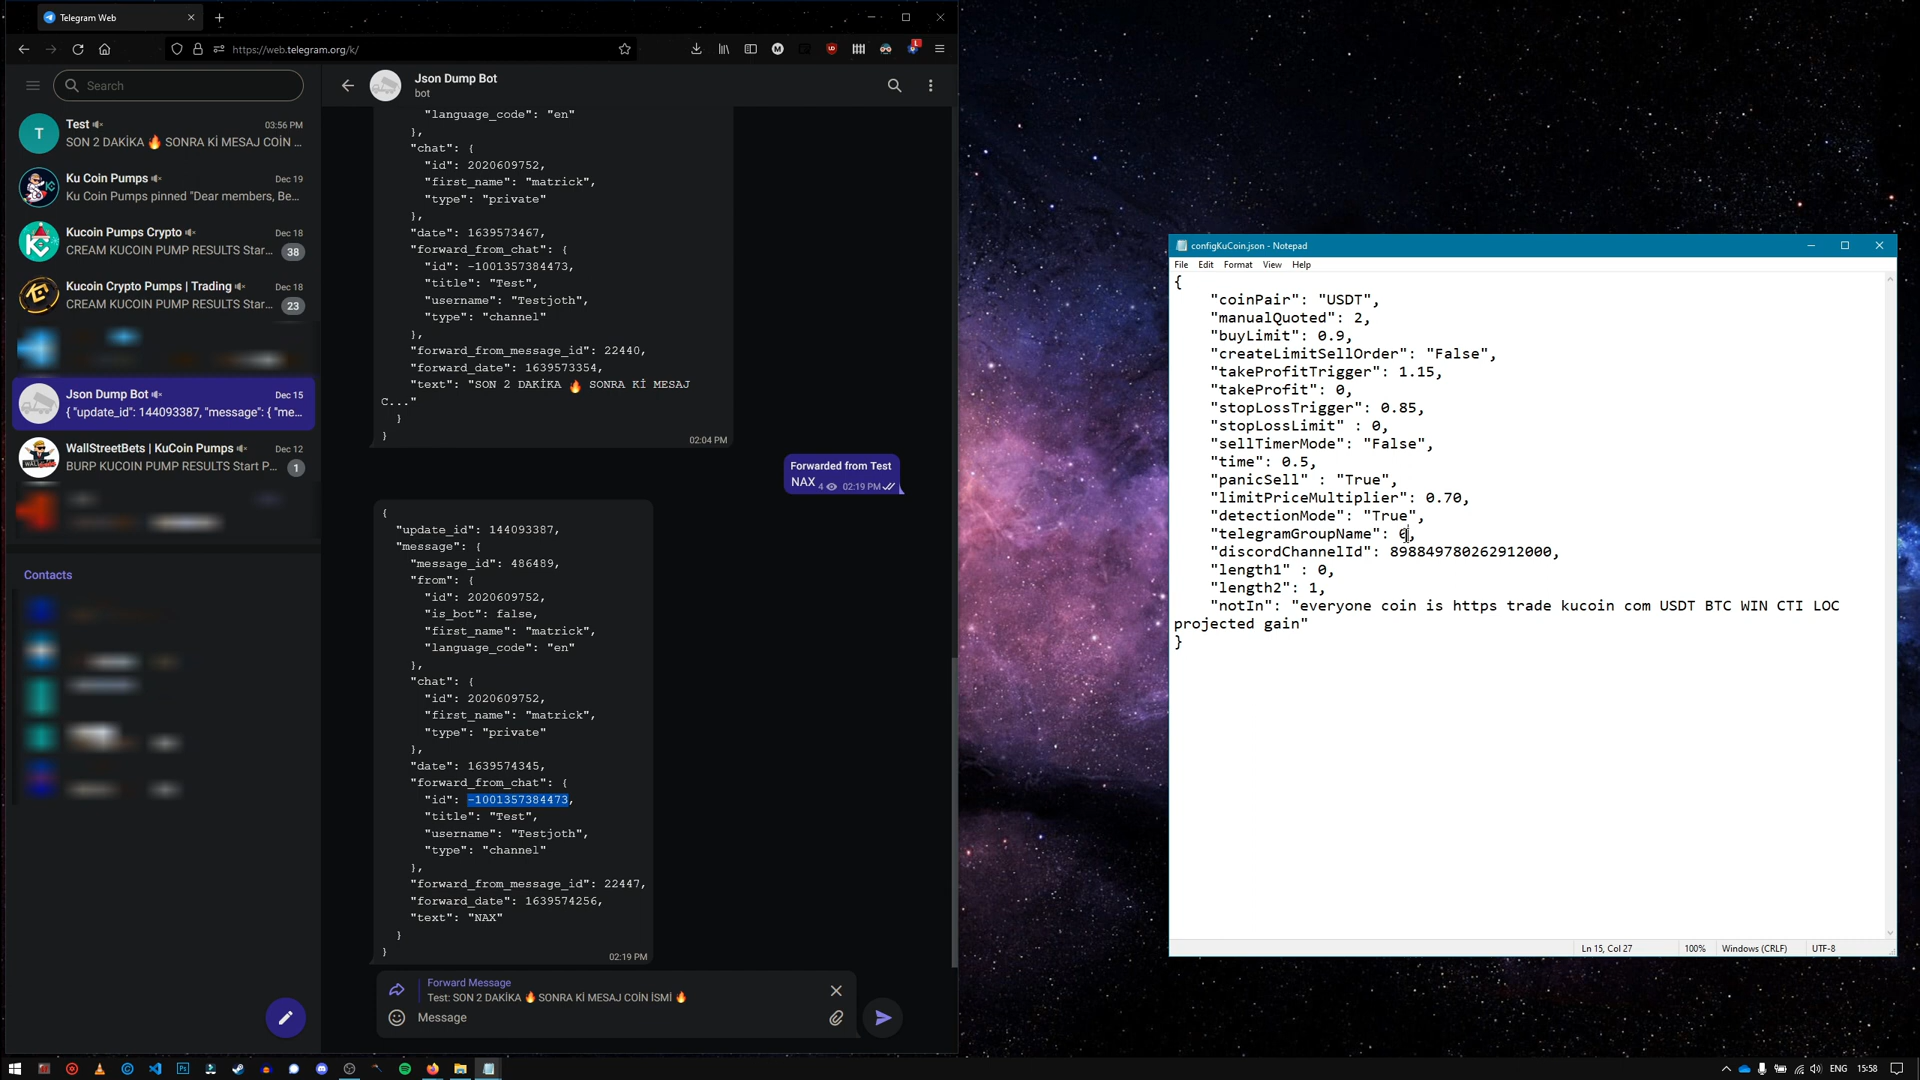 Telegram Web
https://web.telegram.org/k/
Search
Test
03:56 PM
SON 2 DAKİKA 🔥 SONRA Kİ MESAJ COİN ...
Ku Coin Pumps
Dec 19
Ku Coin Pumps pinned "Dear members, Be...
Kucoin Pumps Crypto
Dec 18
CREAM KUCOIN PUMP RESULTS Star...
38
Kucoin Crypto Pumps | Trading
Dec 18
CREAM KUCOIN PUMP RESULTS Star...
23
Json Dump Bot
Dec 15
{ "update_id": 144093387, "message": { "me...
WallStreetBets | KuCoin Pumps
Dec 12
BURP KUCOIN PUMP RESULTS Start P...
1
Contacts
Json Dump Bot
bot
"language_code": "en"
},
"chat": {
"id": 2020609752,
"first_name": "matrick",
"type": "private"
},
"date": 1639573467,
"forward_from_chat": {
"id": -1001357384473,
"title": "Test",
"username": "Testjoth",
"type": "channel"
},
"forward_from_message_id": 22440,
"forward_date": 1639573354,
"text": "SON 2 DAKİKA 🔥 SONRA Kİ MESAJ
C..."
}
}
02:04 PM
Forwarded from Test
NAX 4 02:19 PM
{
"update_id": 144093387,
"message": {
"message_id": 486489,
"from": {
"id": 2020609752,
"is_bot": false,
"first_name": "matrick",
"language_code": "en"
},
"chat": {
"id": 2020609752,
"first_name": "matrick",
"type": "private"
},
"date": 1639574345,
"forward_from_chat": {
"id": -1001357384473,
"title": "Test",
"username": "Testjoth",
"type": "channel"
},
"forward_from_message_id": 22447,
"forward_date": 1639574256,
"text": "NAX"
}
}
02:19 PM
Forward Message
Test: SON 2 DAKİKA 🔥 SONRA Kİ MESAJ COİN İSMİ 🔥
Message
configKuCoin.json - Notepad
File Edit Format View Help
{
"coinPair": "USDT",
"manualQuoted": 2,
"buyLimit": 0.9,
"createLimitSellOrder": "False",
"takeProfitTrigger": 1.15,
"takeProfit": 0,
"stopLossTrigger": 0.85,
"stopLossLimit" : 0,
"sellTimerMode": "False",
"time": 0.5,
"panicSell" : "True",
"limitPriceMultiplier": 0.70,
"detectionMode": "True",
"telegramGroupName": 0,
"discordChannelId": 898849780262912000,
"length1" : 0,
"length2": 1,
"notIn": "everyone coin is https trade kucoin com USDT BTC WIN CTI LOC
projected gain"
}
Ln 15, Col 27
100%
Windows (CRLF)
UTF-8
ENG
15:58